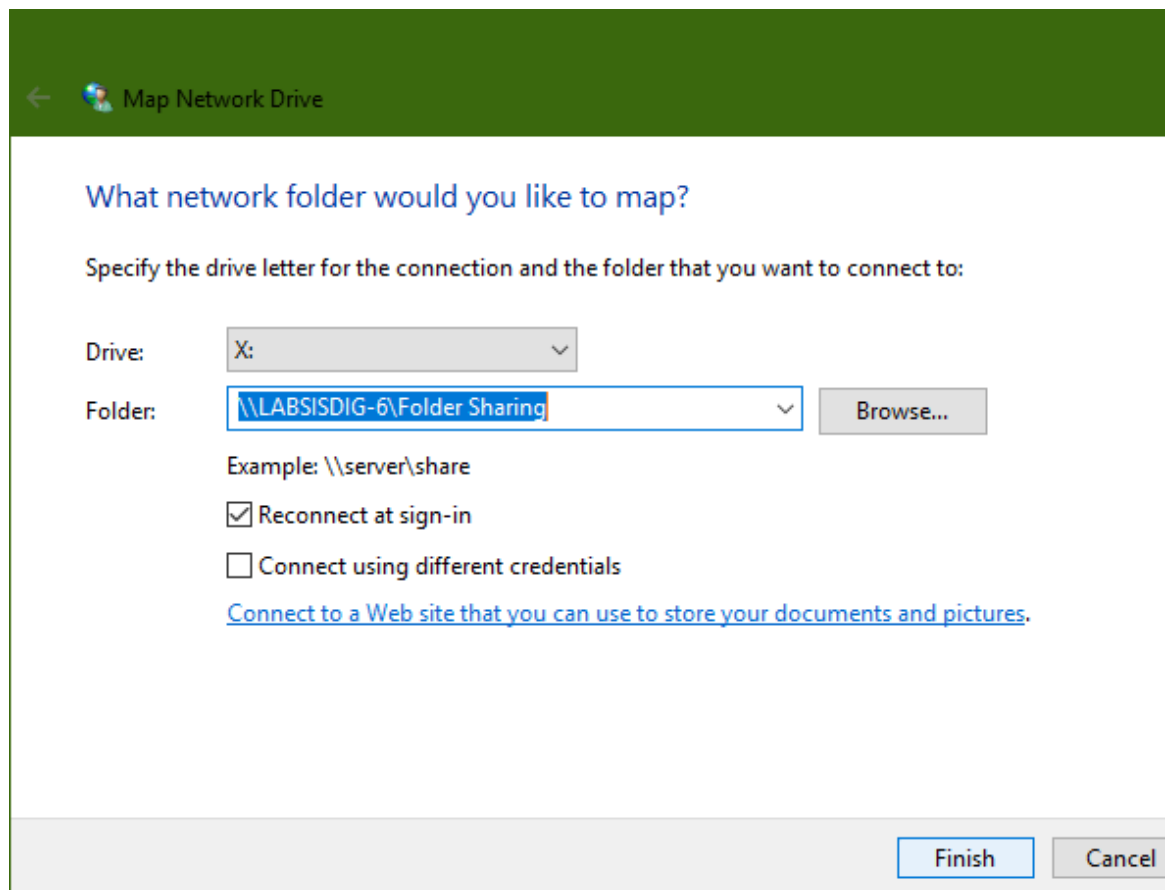 Map Network Drive
What network folder would you like to map?
Specify the drive letter for the connection and the folder that you want to connect to:
Drive: X:
Folder: \\LABSISDIG-6\Folder Sharing Browse...
Example: \\server\share
Reconnect at sign-in
Connect using different credentials
Connect to a Web site that you can use to store your documents and pictures.
Finish Cancel